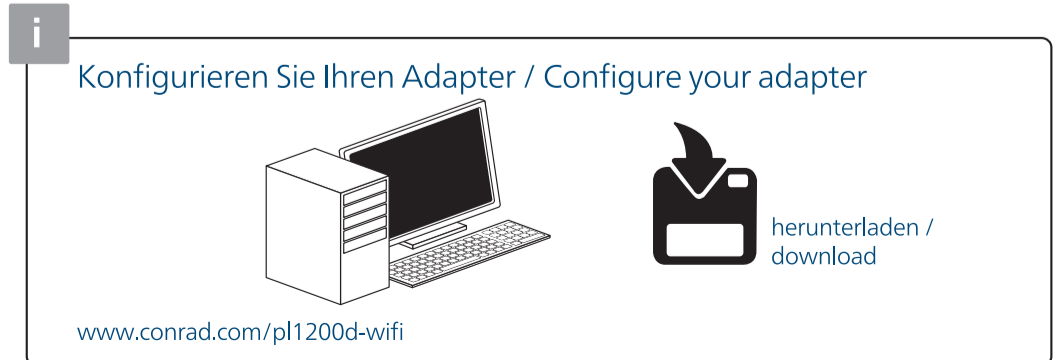 i
Konfigurieren Sie Ihren Adapter / Configure your adapter
herunterladen /
download
www.conrad.com/pl1200d-wifi